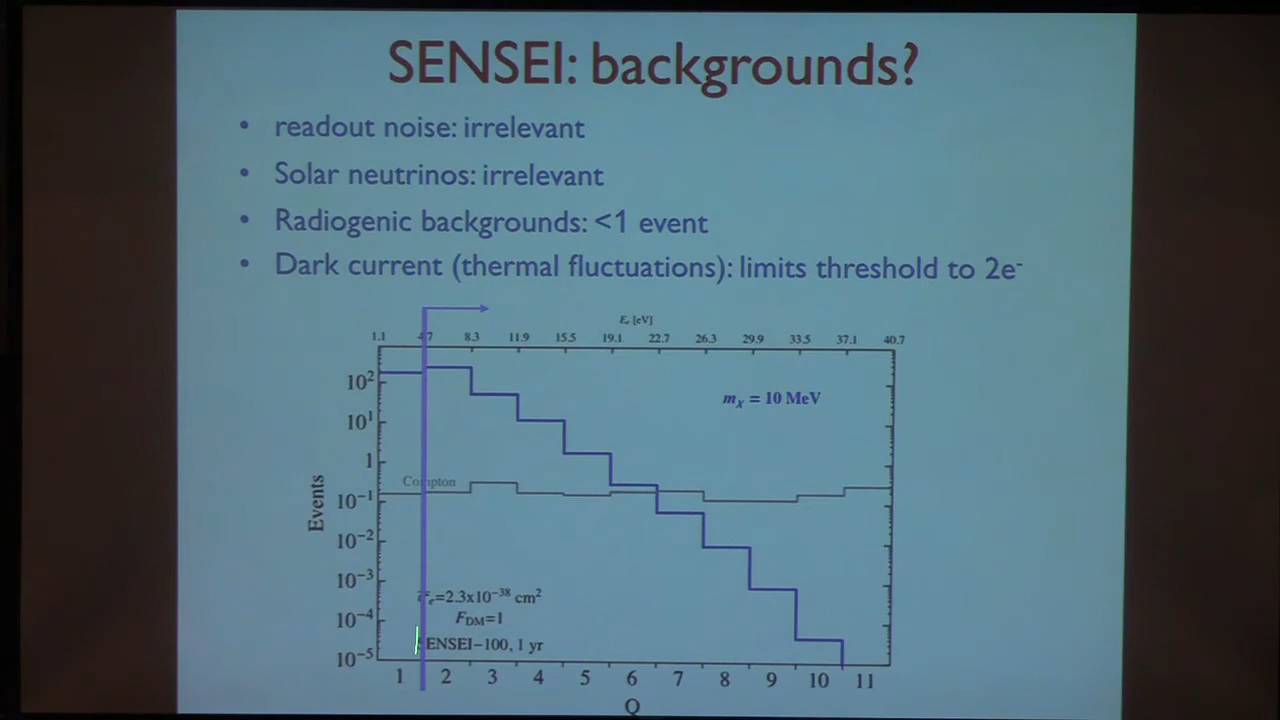 SENSEI: backgrounds?
• readout noise: irrelevant
• Solar neutrinos: irrelevant
• Radiogenic backgrounds: <1 event
• Dark current (thermal fluctuations): limits threshold to 2e⁻
Eₑ [eV]
1.1 4.7 8.3 11.9 15.5 19.1 22.7 26.3 29.9 33.5 37.1 40.7
10²
mχ = 10 MeV
10¹
1
Compton
10⁻¹
Events
10⁻²
10⁻³
σ̄ₑ=2.3x10⁻³⁸ cm²
F_DM=1
10⁻⁴
SENSEI-100, 1 yr
10⁻⁵
1 2 3 4 5 6 7 8 9 10 11
Q